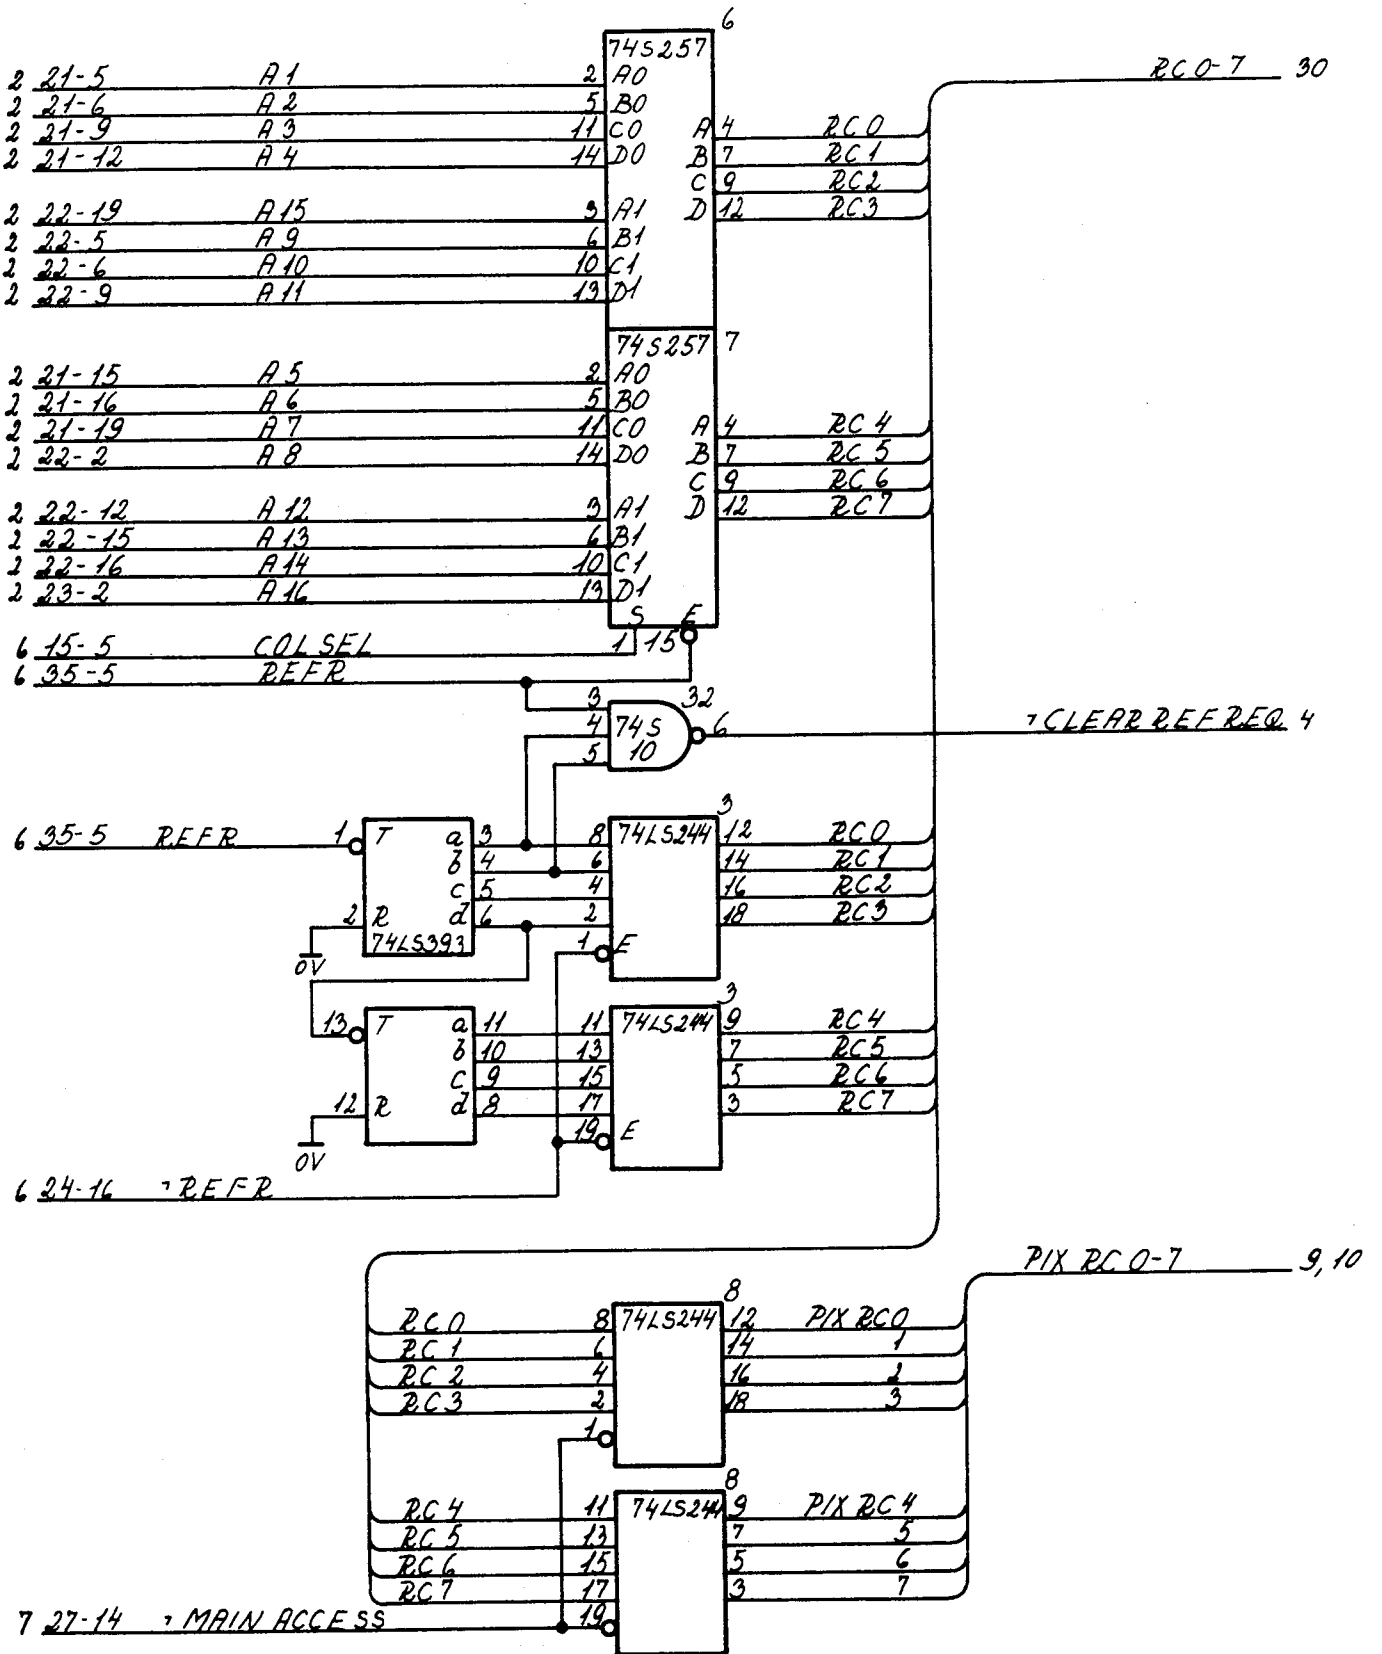 6
74S257
RC 0-7 30
2 21-5 A1 2 A0
2 21-6 A2 5 B0
2 21-9 A3 11 C0 A 4 RC0
2 21-12 A4 14 D0 B 7 RC1
C 9 RC2
2 22-19 A15 3 A1 D 12 RC3
2 22-5 A9 6 B1
2 22-6 A10 10 C1
2 22-9 A11 13 D1
74S257 7
2 21-15 A5 2 A0
2 21-16 A6 5 B0
2 21-19 A7 11 C0 A 4 RC4
2 22-2 A8 14 D0 B 7 RC5
C 9 RC6
2 22-12 A12 3 A1 D 12 RC7
2 22-15 A13 6 B1
2 22-16 A14 10 C1
2 23-2 A16 13 D1
S E
6 15-5 COLSEL 1 15
6 35-5 REFR
3 32
4 74S 6 ¬CLEAR REFREQ 4
5 10
3
6 35-5 REFR 1 T a 3 8 74LS244 12 RC0
b 4 6 14 RC1
c 5 4 16 RC2
2 R d 6 2 18 RC3
74LS393 1 E
0V
3
13 T a 11 11 74LS244 9 RC4
b 10 13 7 RC5
c 9 15 5 RC6
12 R d 8 17 3 RC7
19 E
0V
6 24-16 ¬REFR
PIX RC 0-7 9,10
8
RC0 8 74LS244 12 PIX RC0
RC1 6 14 1
RC2 4 16 2
RC3 2 18 3
1
8
RC4 11 74LS244 9 PIX RC4
RC5 13 7 5
RC6 15 5 6
RC7 17 3 7
7 27-14 ¬MAIN ACCESS 19